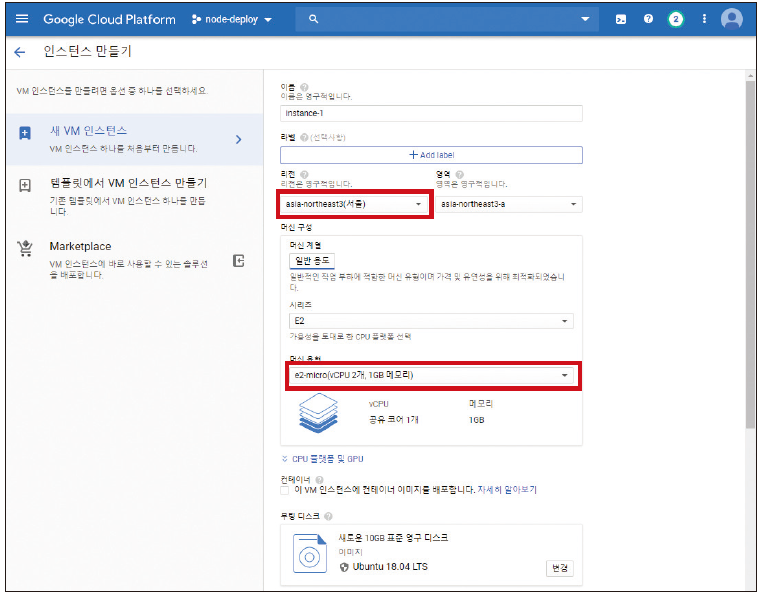 Google Cloud Platform
node-deploy
2
인스턴스 만들기
VM 인스턴스를 만들려면 옵션 중 하나를 선택하세요.
새 VM 인스턴스
VM 인스턴스 하나를 처음부터 만듭니다.
템플릿에서 VM 인스턴스 만들기
기존 템플릿에서 VM 인스턴스 하나를 만듭
니다.
Marketplace
VM 인스턴스에 바로 사용할 수 있는 솔루션
을 배포합니다.
이름
이름은 영구적입니다.
instance-1
라벨 (선택사항)
Add label
리전
리전은 영구적입니다.
asia-northeast3(서울)
영역
영역은 영구적입니다.
asia-northeast3-a
머신 구성
머신 계열
일반 용도
일반적인 작업 부하에 적합한 머신 유형이며 가격 및 유연성을 위해 최적화되었습니
다.
시리즈
E2
가용성을 토대로 한 CPU 플랫폼 선택
머신 유형
e2-micro(vCPU 2개, 1GB 메모리)
vCPU
공유 코어 1개
메모리
1GB
CPU 플랫폼 및 GPU
컨테이너
이 VM 인스턴스에 컨테이너 이미지를 배포합니다. 자세히 알아보기
부팅 디스크
새로운 10GB 표준 영구 디스크
이미지
Ubuntu 18.04 LTS
변경